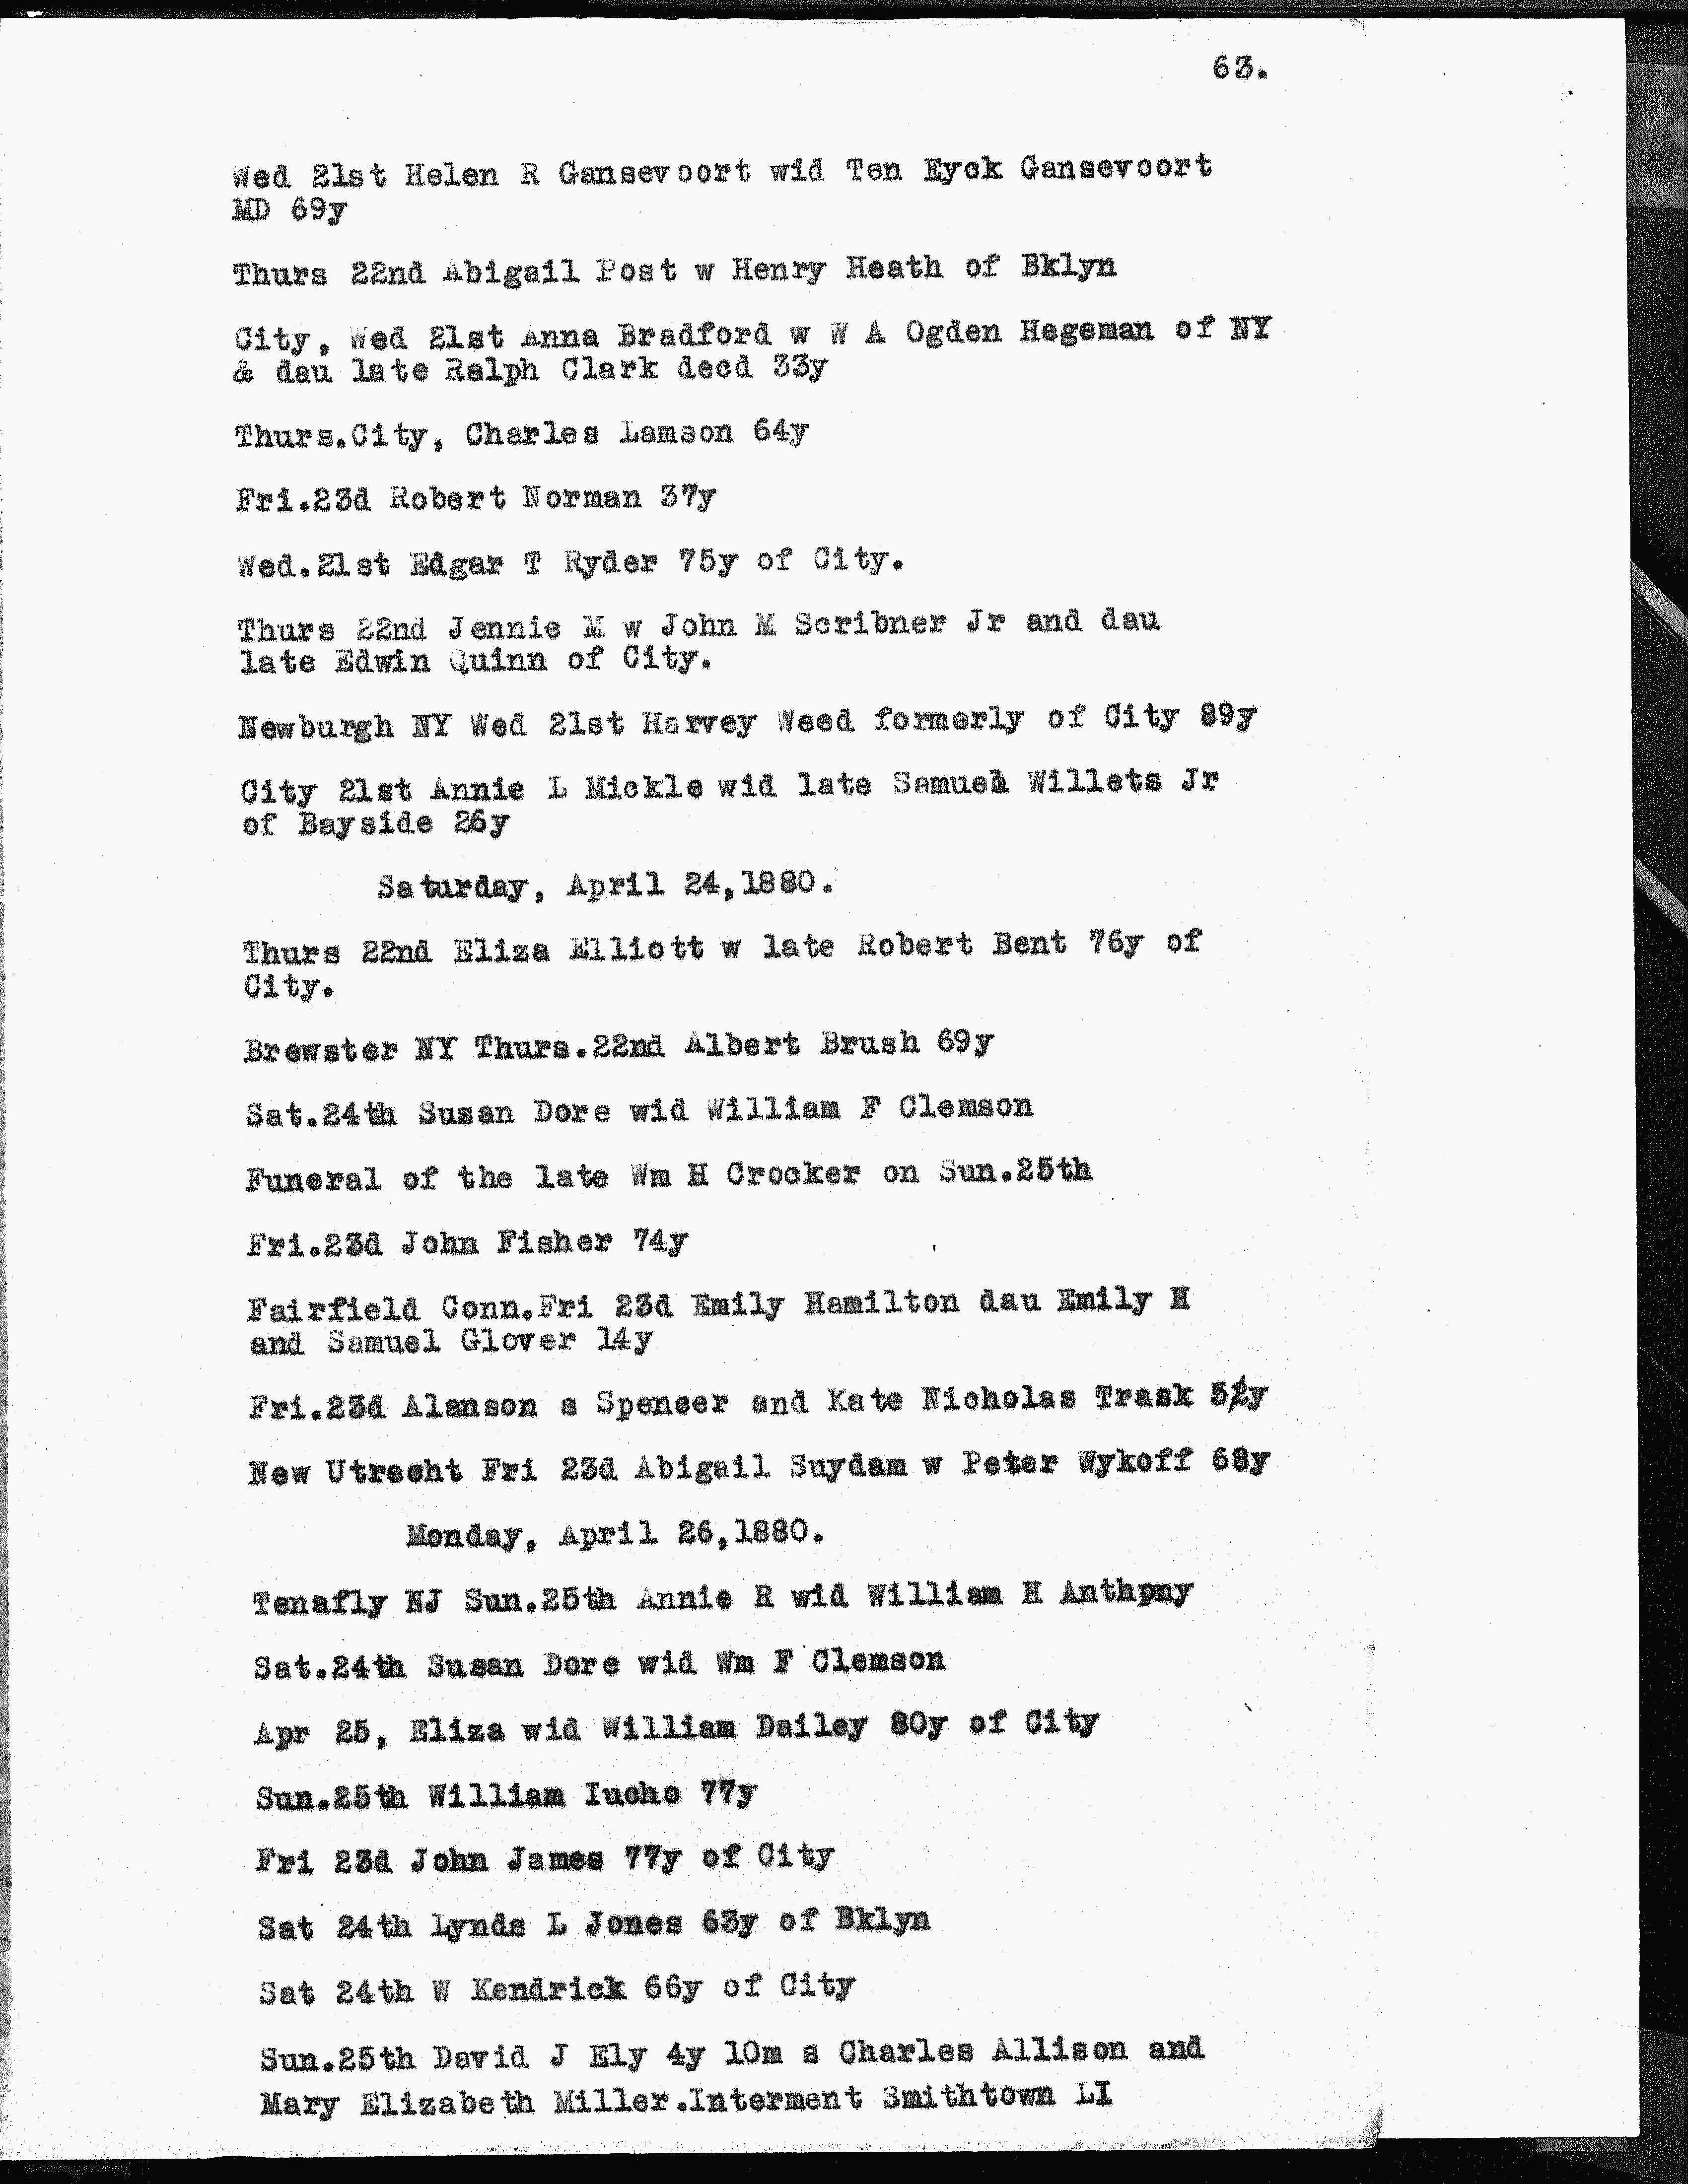 63.
Wed 21st Helen R Gansevoort wid Ten Eyck Gansevoort
MD 69y
Thurs 22nd Abigail Post w Henry Heath of Bklyn
City, Wed 21st Anna Bradford w W A Ogden Hegeman of NY
& dau late Ralph Clark decd 33y
Thurs.City, Charles Lamson 64y
Fri.23d Robert Norman 37y
Wed.21st Edgar T Ryder 75y of City.
Thurs 22nd Jennie M w John M Scribner Jr and dau
late Edwin Quinn of City.
Newburgh NY Wed 21st Harvey Weed formerly of City 89y
City 21st Annie L Mickle wid late Samuel Willets Jr
of Bayside 26y
Saturday, April 24,1880.
Thurs 22nd Eliza Elliott w late Robert Bent 76y of
City.
Brewster NY Thurs.22nd Albert Brush 69y
Sat.24th Susan Dore wid William F Clemson
Funeral of the late Wm H Crocker on Sun.25th
Fri.23d John Fisher 74y
Fairfield Conn.Fri 23d Emily Hamilton dau Emily H
and Samuel Glover 14y
Fri.23d Alanson s Spencer and Kate Nicholas Trask
New Utrecht Fri 23d Abigail Suydam w Peter Wykoff 68y
Monday, April 26,1880.
Tenafly NJ Sun.25th Annie R wid William H Anthpny
Sat.24th Susan Dore wid Wm F Clemson
Apr 25, Eliza wid William Dailey 80y of City
Sun.25th William Iucho 77y
Fri 23d John James 77y of City
Sat 24th Lynds L Jones 63y of Bklyn
Sat 24th W Kendrick 66y of City
Sun.25th David J Ely 4y 10m s Charles Allison and
Mary Elizabeth Miller.Interment Smithtown LI